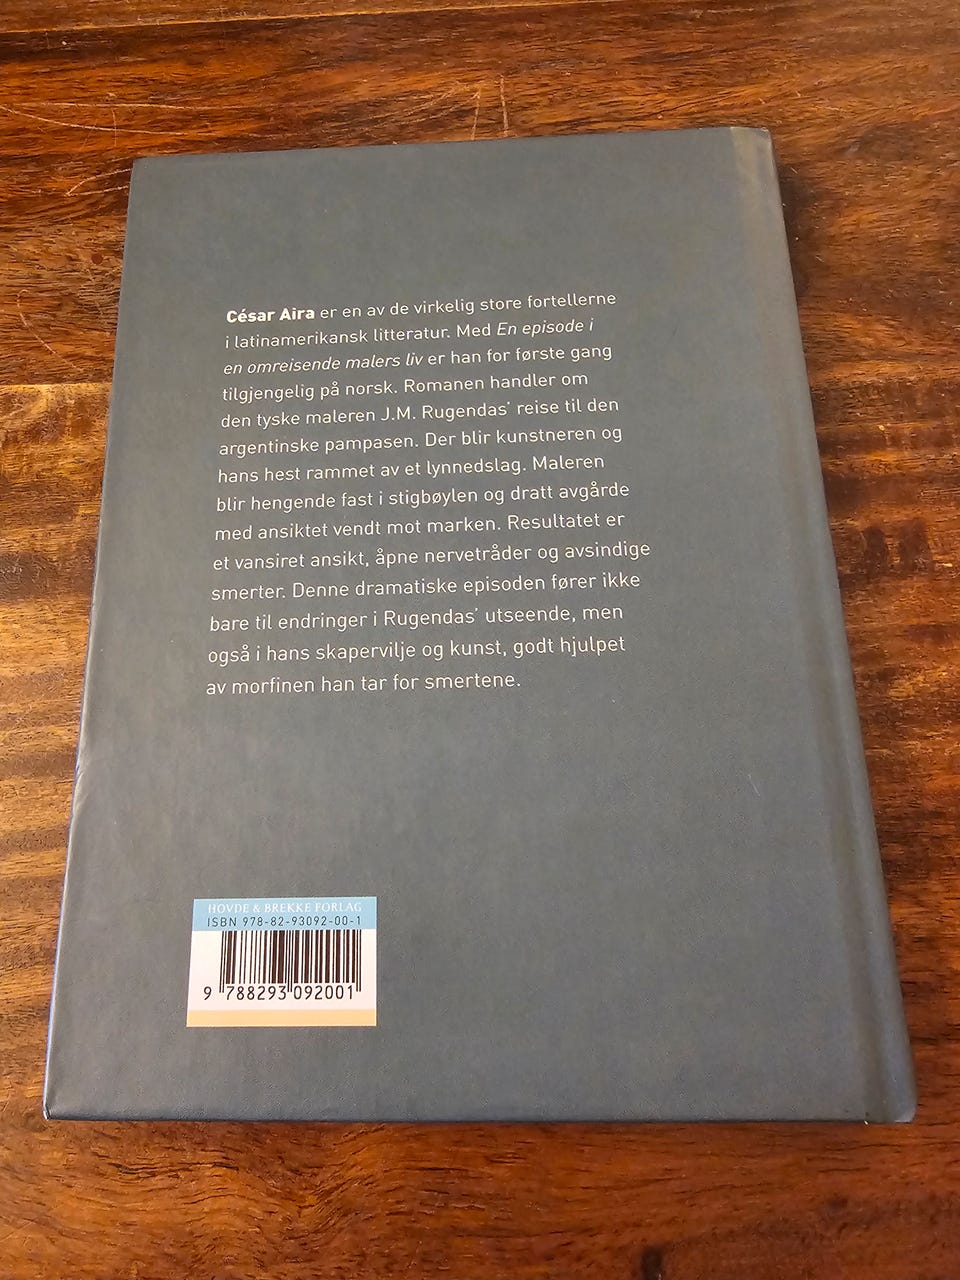 César Aira er en av de virkelig store fortellerne
i latinamerikansk litteratur. Med En episode i
en omreisende malers liv er han for første gang
tilgjengelig på norsk. Romanen handler om
den tyske maleren J.M. Rugendas’ reise til den
argentinske pampasen. Der blir kunstneren og
hans hest rammet av et lynnedslag. Maleren
blir hengende fast i stigbøylen og dratt avgårde
med ansiktet vendt mot marken. Resultatet er
et vansiret ansikt, åpne nervetråder og avsindige
smerter. Denne dramatiske episoden fører ikke
bare til endringer i Rugendas’ utseende, men
også i hans skapervilje og kunst, godt hjulpet
av morfinen han tar for smertene.
HOVDE & BREKKE FORLAG
ISBN 978-82-93092-00-1
9 788293 092001